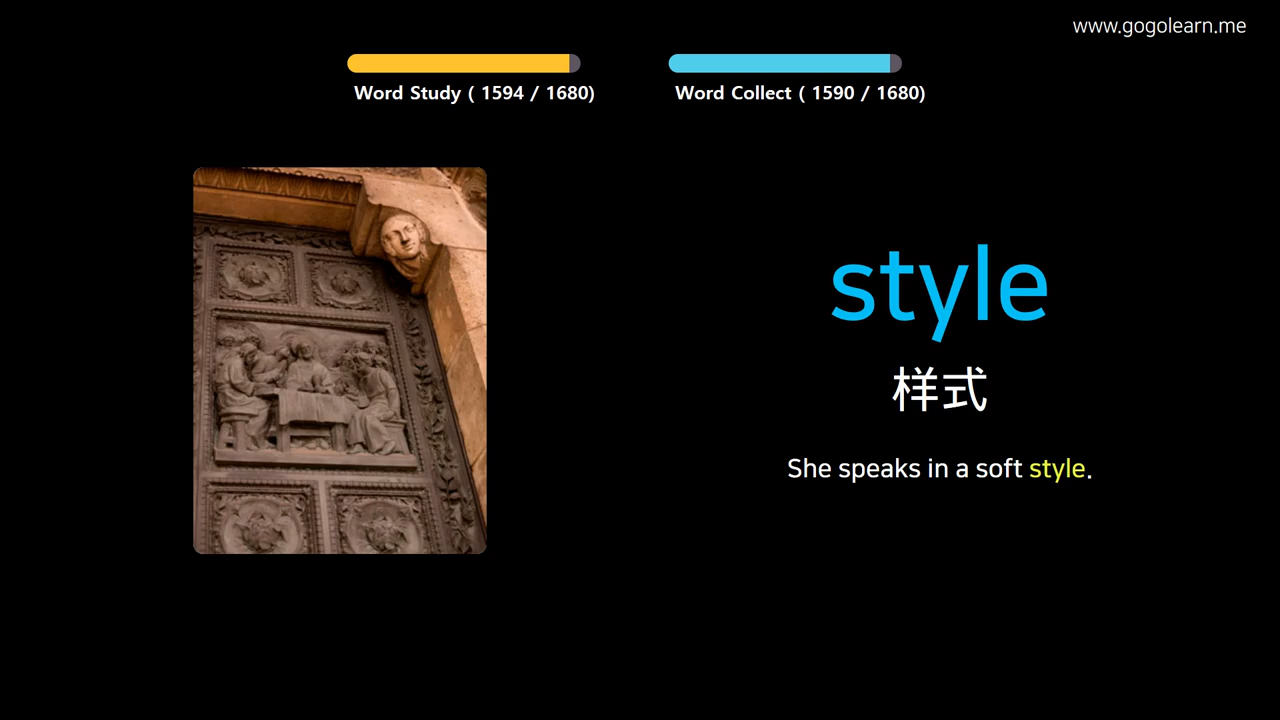 www.gogolearn.me
Word Study ( 1594 / 1680)
Word Collect ( 1590 / 1680)
style
样式
She speaks in a soft style.